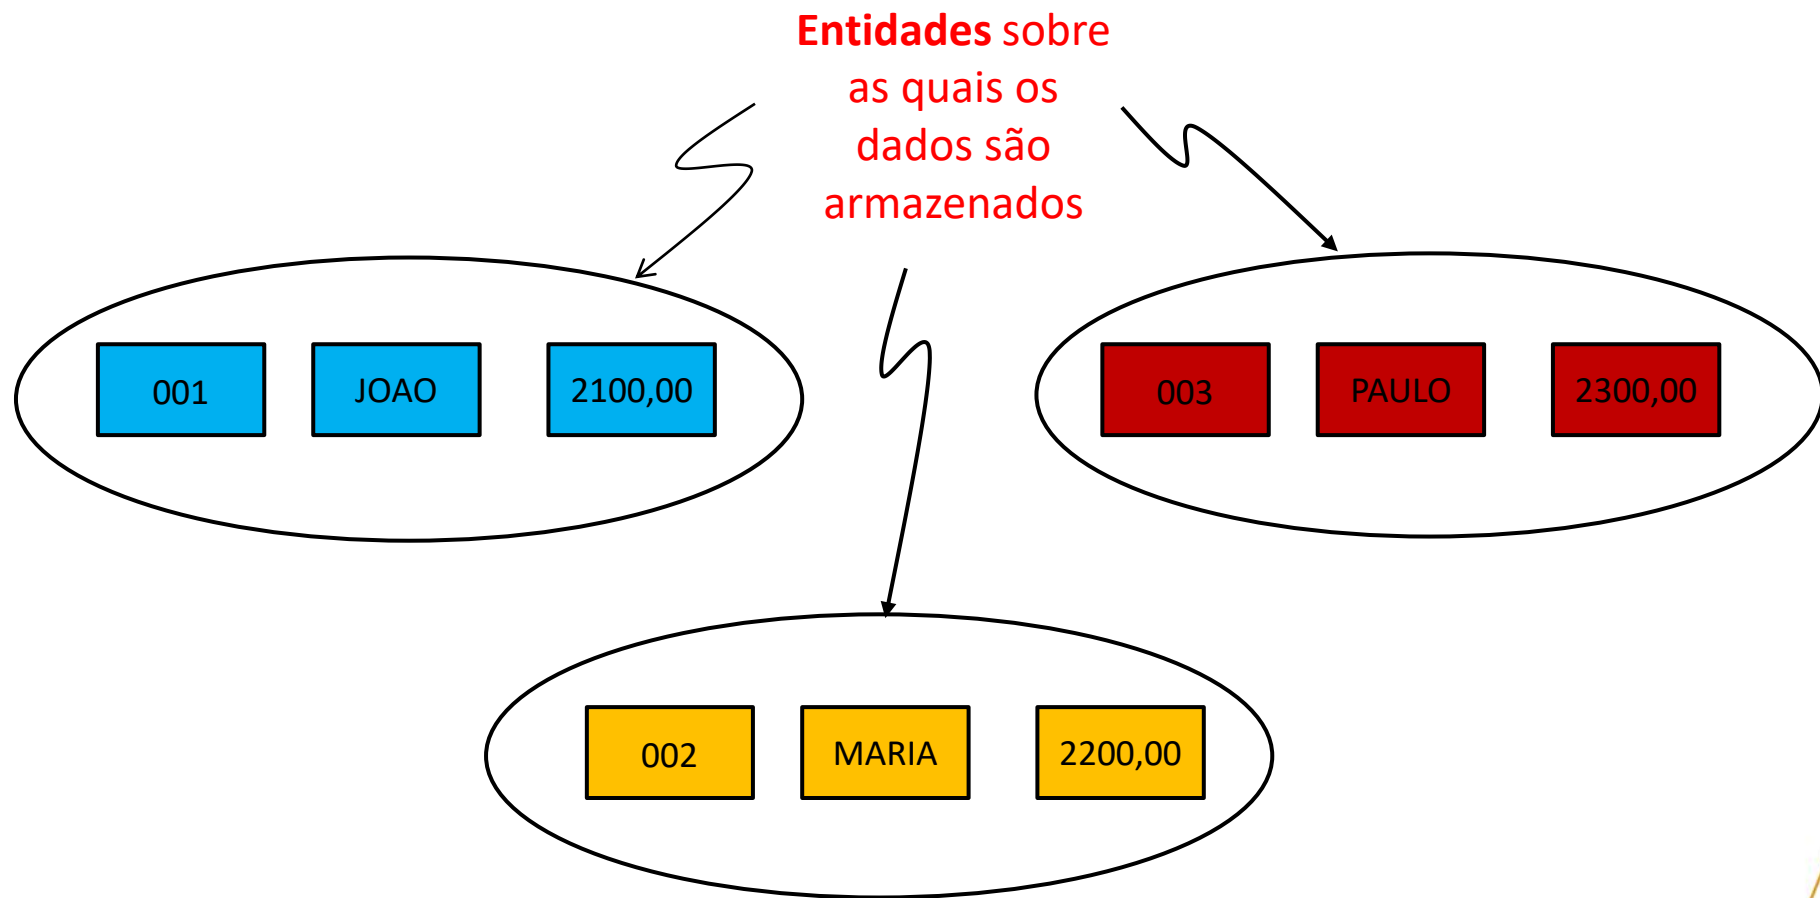 Entidades sobre
as quais os
dados são
armazenados
001 JOAO 2100,00
003 PAULO 2300,00
002 MARIA 2200,00